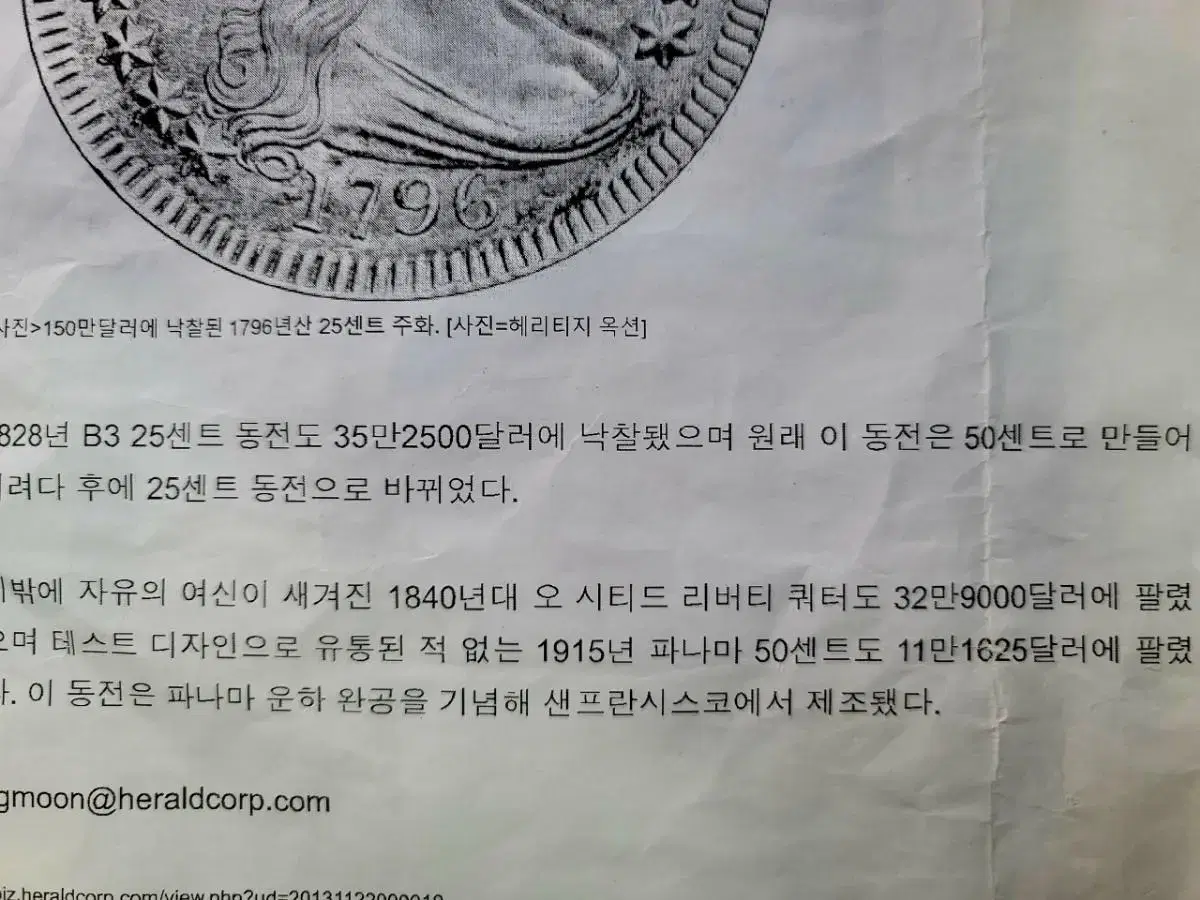 1796
사진>150만달러에 낙찰된 1796년산 25센트 주화. [사진=헤리티지 옥션]
828년 B3 25센트 동전도 35만2500달러에 낙찰됐으며 원래 이 동전은 50센트로 만들어
려다 후에 25센트 동전으로 바뀌었다.
밖에 자유의 여신이 새겨진 1840년대 오 시티드 리버티 쿼터도 32만9000달러에 팔렸
으며 테스트 디자인으로 유통된 적 없는 1915년 파나마 50센트도 11만1625달러에 팔렸
다. 이 동전은 파나마 운하 완공을 기념해 샌프란시스코에서 제조됐다.
gmoon@heraldcorp.com
biz.heraldcorp.com/view.php?ud=20131122000019